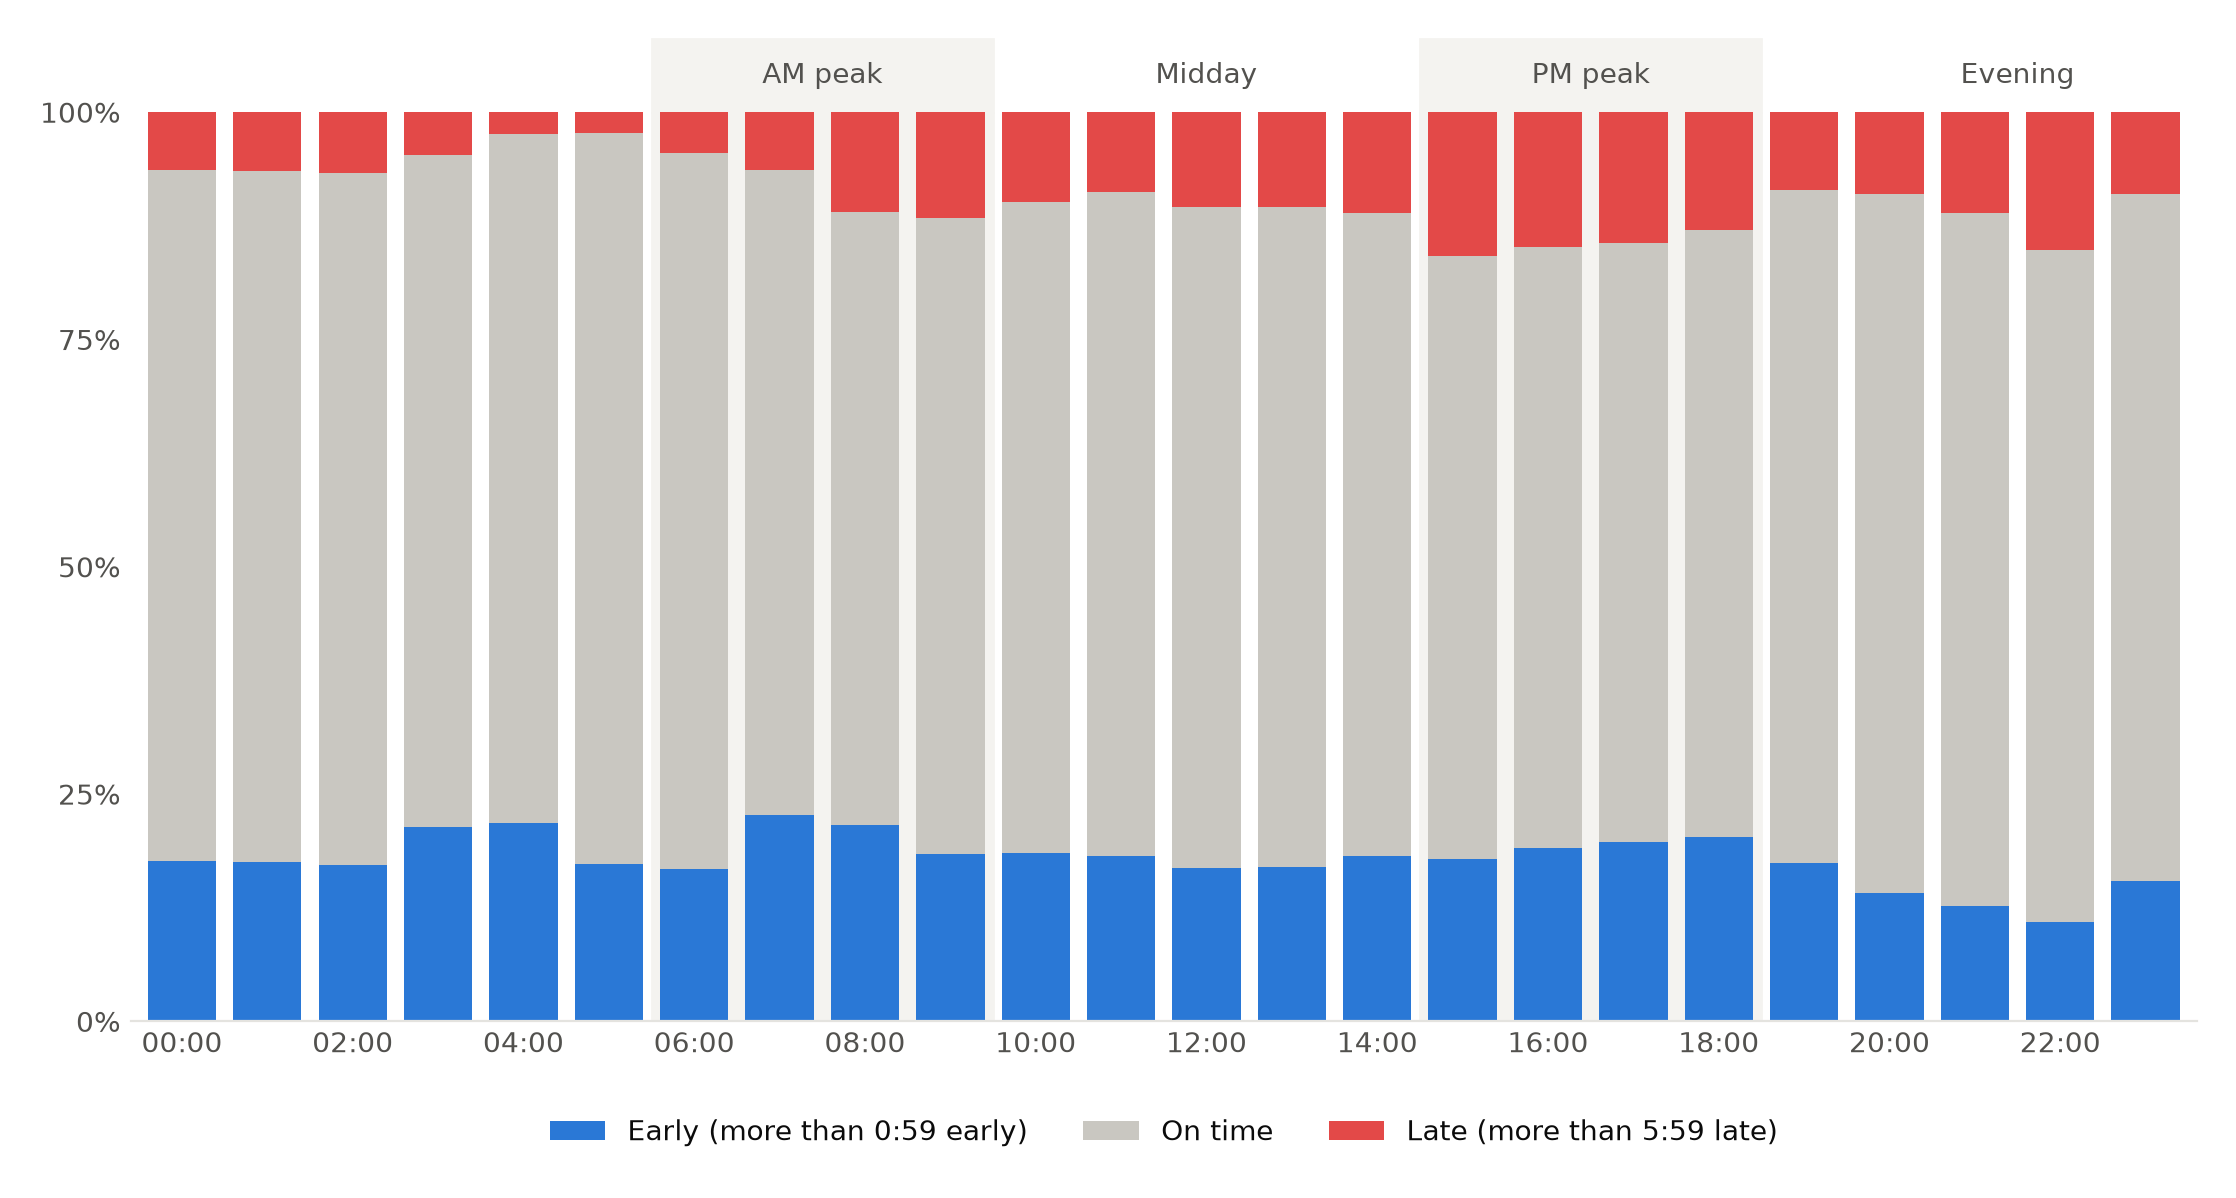 AM peak Midday PM peak Evening
100%
75%
50%
25%
0%
00:00 02:00 04:00 06:00 08:00 10:00 12:00 14:00 16:00 18:00 20:00 22:00
Early (more than 0:59 early) On time Late (more than 5:59 late)